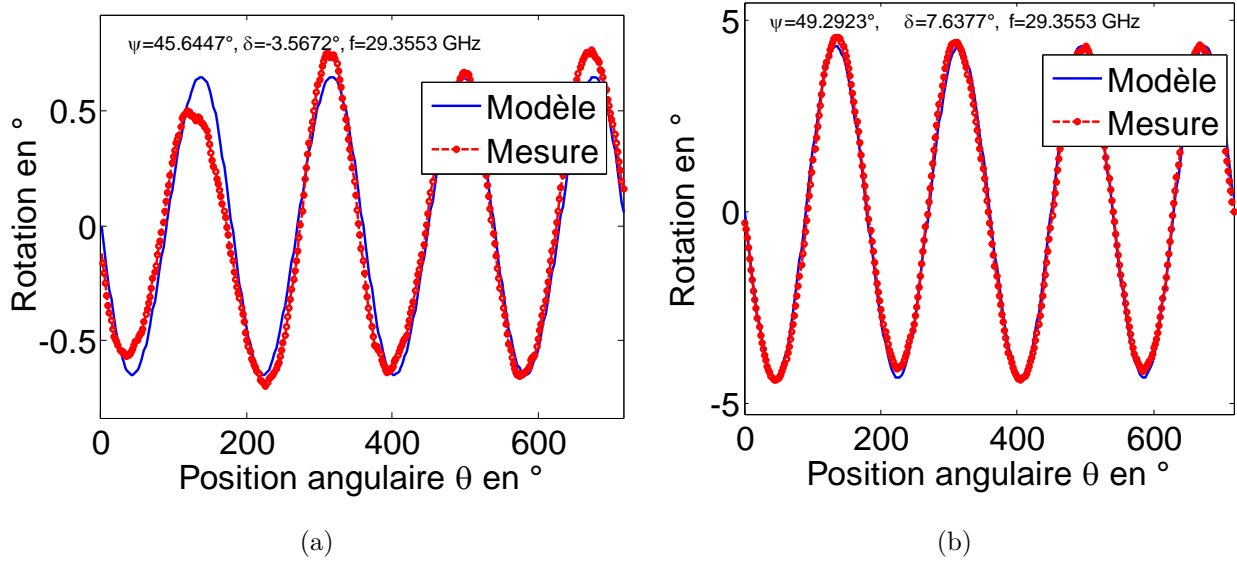 ψ=45.6447°, δ=-3.5672°, f=29.3553 GHz
Modèle
Mesure
0.5
0
-0.5
Rotation en °
0 200 400 600
Position angulaire θ en °
(a)
ψ=49.2923°, δ=7.6377°, f=29.3553 GHz
Modèle
Mesure
5
0
-5
Rotation en °
0 200 400 600
Position angulaire θ en °
(b)